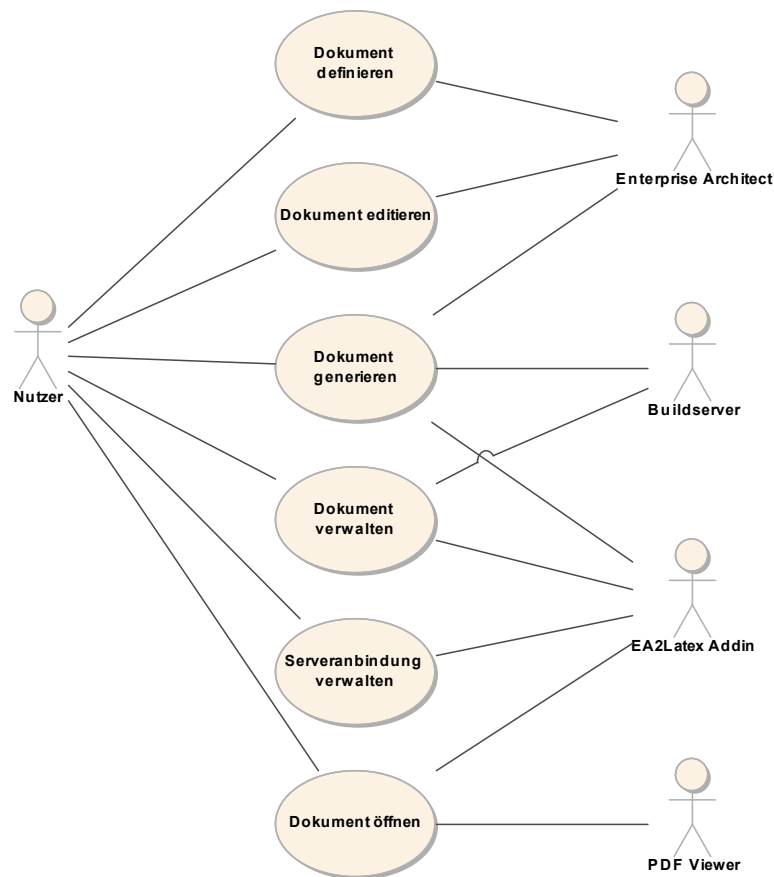 Dokument
definieren
Enterprise Architect
Dokument editieren
Nutzer
Dokument
generieren
Buildserver
Dokument
verwalten
EA2Latex Addin
Serveranbindung
verwalten
Dokument öffnen
PDF Viewer